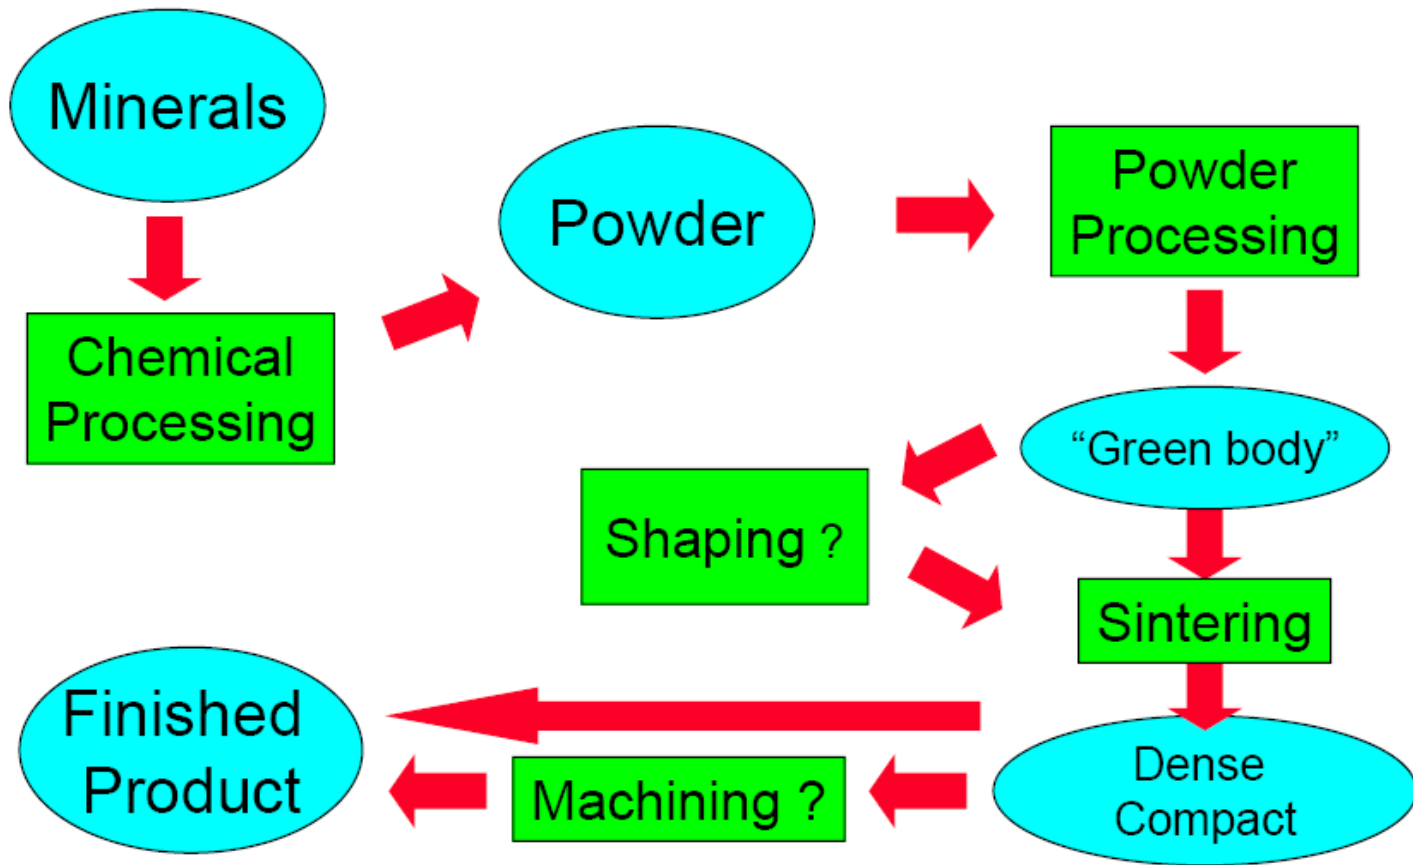 Minerals
Chemical
Processing
Powder
Powder
Processing
“Green body”
Shaping ?
Sintering
Dense
Compact
Machining ?
Finished
Product